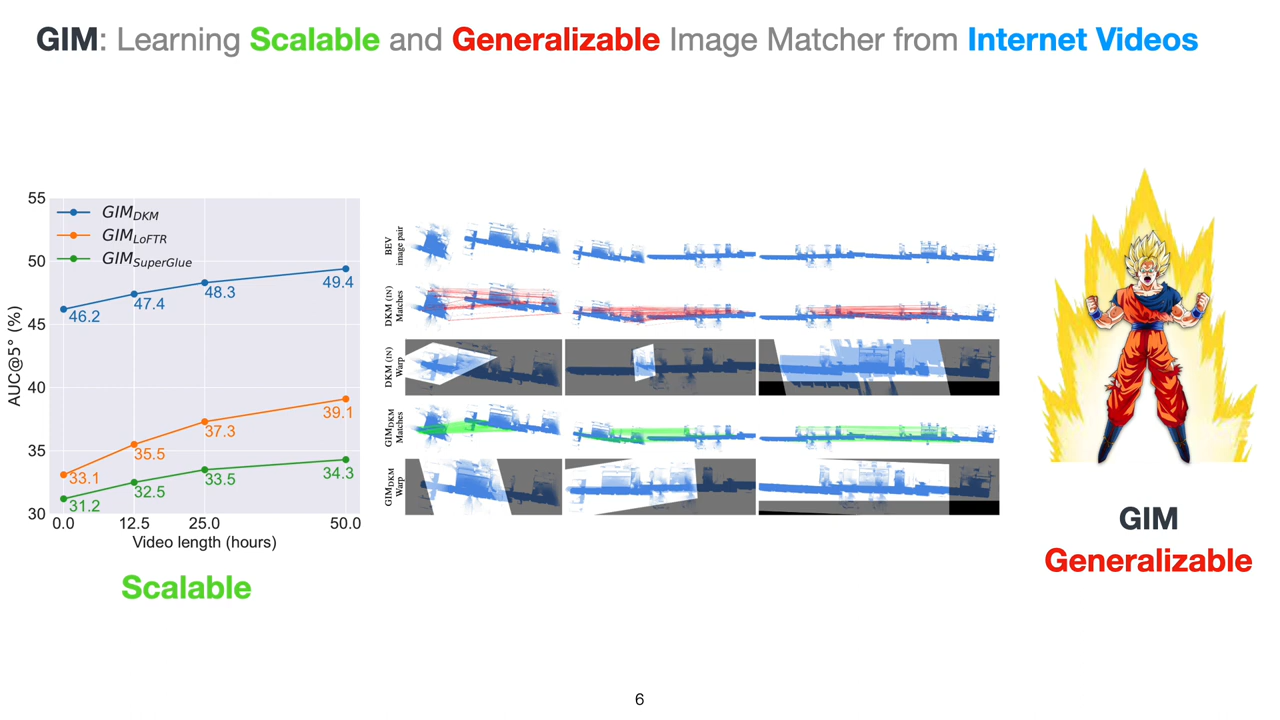 GIM: Learning Scalable and Generalizable Image Matcher from Internet Videos
55
50
45
40
35
30
AUC@5° (%)
GIM_DKM
GIM_LoFTR
GIM_SuperGlue
46.2
47.4
48.3
49.4
33.1
35.5
37.3
39.1
31.2
32.5
33.5
34.3
0.0
12.5
25.0
50.0
Video length (hours)
Scalable
BEV
image pair
DKM (IN)
Matches
DKM (IN)
Warp
GIM_DKM
Matches
GIM_DKM
Warp
GIM
Generalizable
6